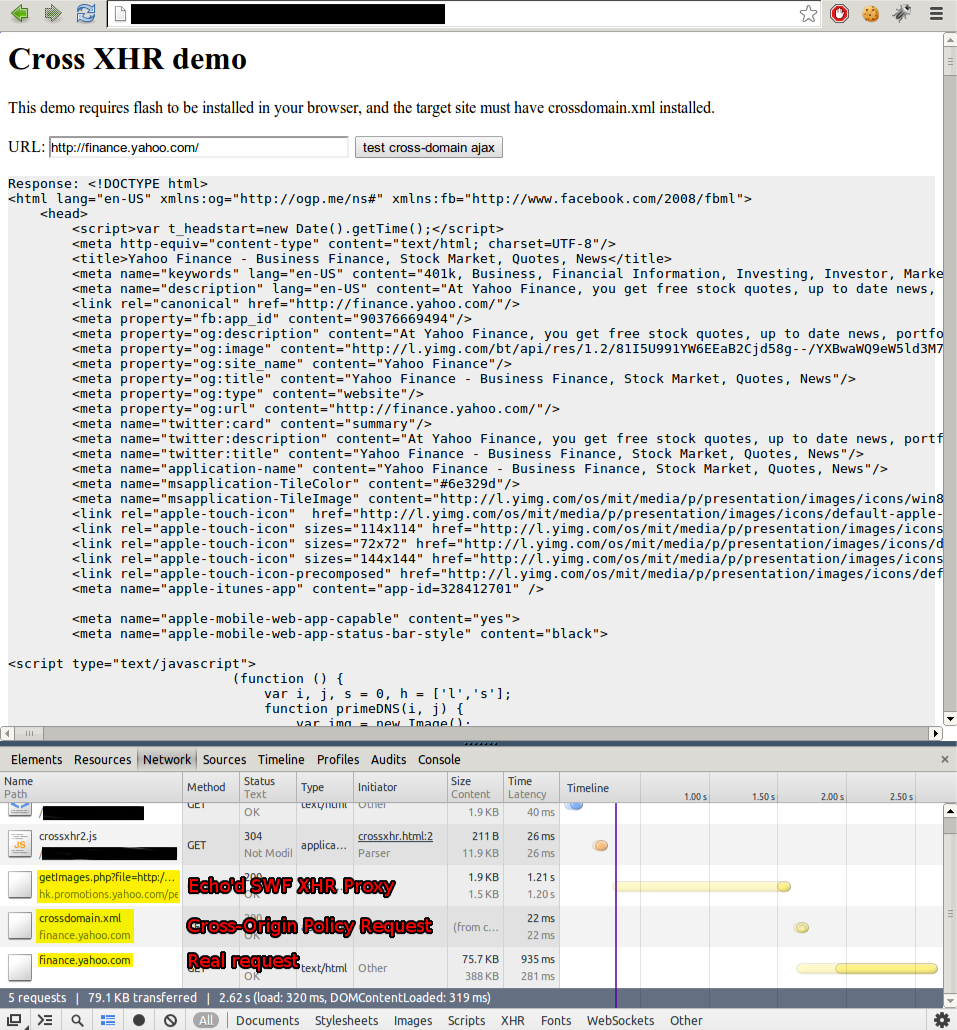 Cross XHR demo
This demo requires flash to be installed in your browser, and the target site must have crossdomain.xml installed.
URL: http://finance.yahoo.com/ test cross-domain ajax
Response: <!DOCTYPE html>
<html lang="en-US" xmlns:og="http://ogp.me/ns#" xmlns:fb="http://www.facebook.com/2008/fbml">
<head>
<script>var t_headstart=new Date().getTime();</script>
<meta http-equiv="content-type" content="text/html; charset=UTF-8"/>
<title>Yahoo Finance - Business Finance, Stock Market, Quotes, News</title>
<meta name="keywords" lang="en-US" content="401k, Business, Financial Information, Investing, Investor, Marke
<meta name="description" lang="en-US" content="At Yahoo Finance, you get free stock quotes, up to date news,
<link rel="canonical" href="http://finance.yahoo.com/"/>
<meta property="fb:app_id" content="90376669494"/>
<meta property="og:description" content="At Yahoo Finance, you get free stock quotes, up to date news, portfo
<meta property="og:image" content="http://l.yimg.com/bt/api/res/1.2/81I5U991YW6EEaB2Cjd58g--/YXBwaWQ9eW5ld3M7
<meta property="og:site_name" content="Yahoo Finance"/>
<meta property="og:title" content="Yahoo Finance - Business Finance, Stock Market, Quotes, News"/>
<meta property="og:type" content="website"/>
<meta property="og:url" content="http://finance.yahoo.com/"/>
<meta name="twitter:card" content="summary"/>
<meta name="twitter:description" content="At Yahoo Finance, you get free stock quotes, up to date news, portf
<meta name="twitter:title" content="Yahoo Finance - Business Finance, Stock Market, Quotes, News"/>
<meta name="application-name" content="Yahoo Finance - Business Finance, Stock Market, Quotes, News"/>
<meta name="msapplication-TileColor" content="#6e329d"/>
<meta name="msapplication-TileImage" content="http://l.yimg.com/os/mit/media/p/presentation/images/icons/win8
<link rel="apple-touch-icon"  href="http://l.yimg.com/os/mit/media/p/presentation/images/icons/default-apple-
<link rel="apple-touch-icon" sizes="114x114" href="http://l.yimg.com/os/mit/media/p/presentation/images/icons
<link rel="apple-touch-icon" sizes="72x72" href="http://l.yimg.com/os/mit/media/p/presentation/images/icons/d
<link rel="apple-touch-icon" sizes="144x144" href="http://l.yimg.com/os/mit/media/p/presentation/images/icons
<link rel="apple-touch-icon-precomposed" href="http://l.yimg.com/os/mit/media/p/presentation/images/icons/def
<meta name="apple-itunes-app" content="app-id=328412701" />
<meta name="apple-mobile-web-app-capable" content="yes">
<meta name="apple-mobile-web-app-status-bar-style" content="black">
<script type="text/javascript">
(function () {
var i, j, s = 0, h = ['l','s'];
function primeDNS(i, j) {
var img = new Image();
Elements Resources Network Sources Timeline Profiles Audits Console
Name Method Status Type Initiator Size Time Timeline
Path Text Content Latency 1.00 s 1.50 s 2.00 s 2.50 s
GET text/html Other
/ OK 1.9 KB 40 ms
crossxhr2.js GET 304 applica... crossxhr.html:2 211 B 26 ms
/ Not Modi Parser 11.9 KB 26 ms
getImages.php?file=http:/... 200 1.9 KB 1.21 s
Echo'd SWF XHR Proxy
hk.promotions.yahoo.com/pe OK 1.5 KB 1.20 s
crossdomain.xml 200 (from c... 22 ms
Cross-Origin Policy Request
finance.yahoo.com OK 22 ms
finance.yahoo.com GET text/html Other 75.7 KB 935 ms
Real request
OK 388 KB 281 ms
5 requests | 79.1 KB transferred | 2.62 s (load: 320 ms, DOMContentLoaded: 319 ms)
All Documents Stylesheets Images Scripts XHR Fonts WebSockets Other